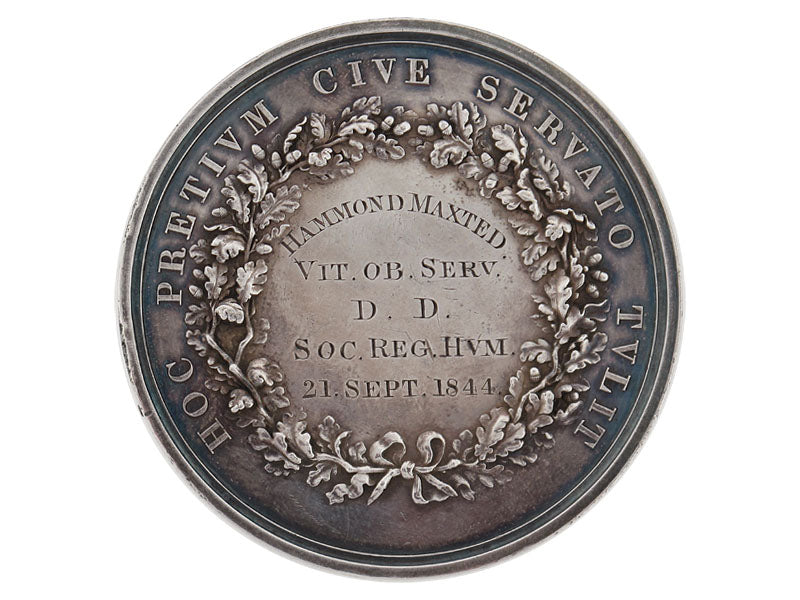 HOC PRETIVM CIVE SERVATO TVLIT
HAMMOND MAXTED.
VIT. OB. SERV.
D. D.
SOC. REG. HVM.
21. SEPT. 1844.